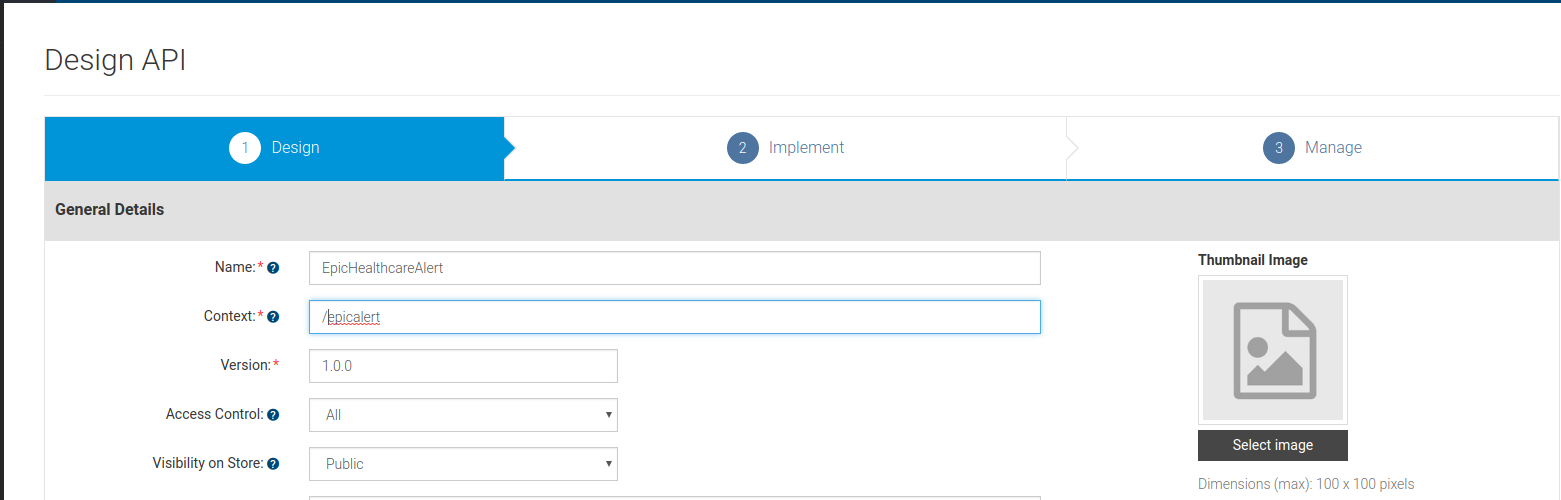 Design API
1 Design
2 Implement
3 Manage
General Details
Name:* ? EpicHealthcareAlert
Context:* ? /epicalert
Version:* 1.0.0
Access Control: ? All
Visibility on Store: ? Public
Thumbnail Image
Select image
Dimensions (max): 100 x 100 pixels